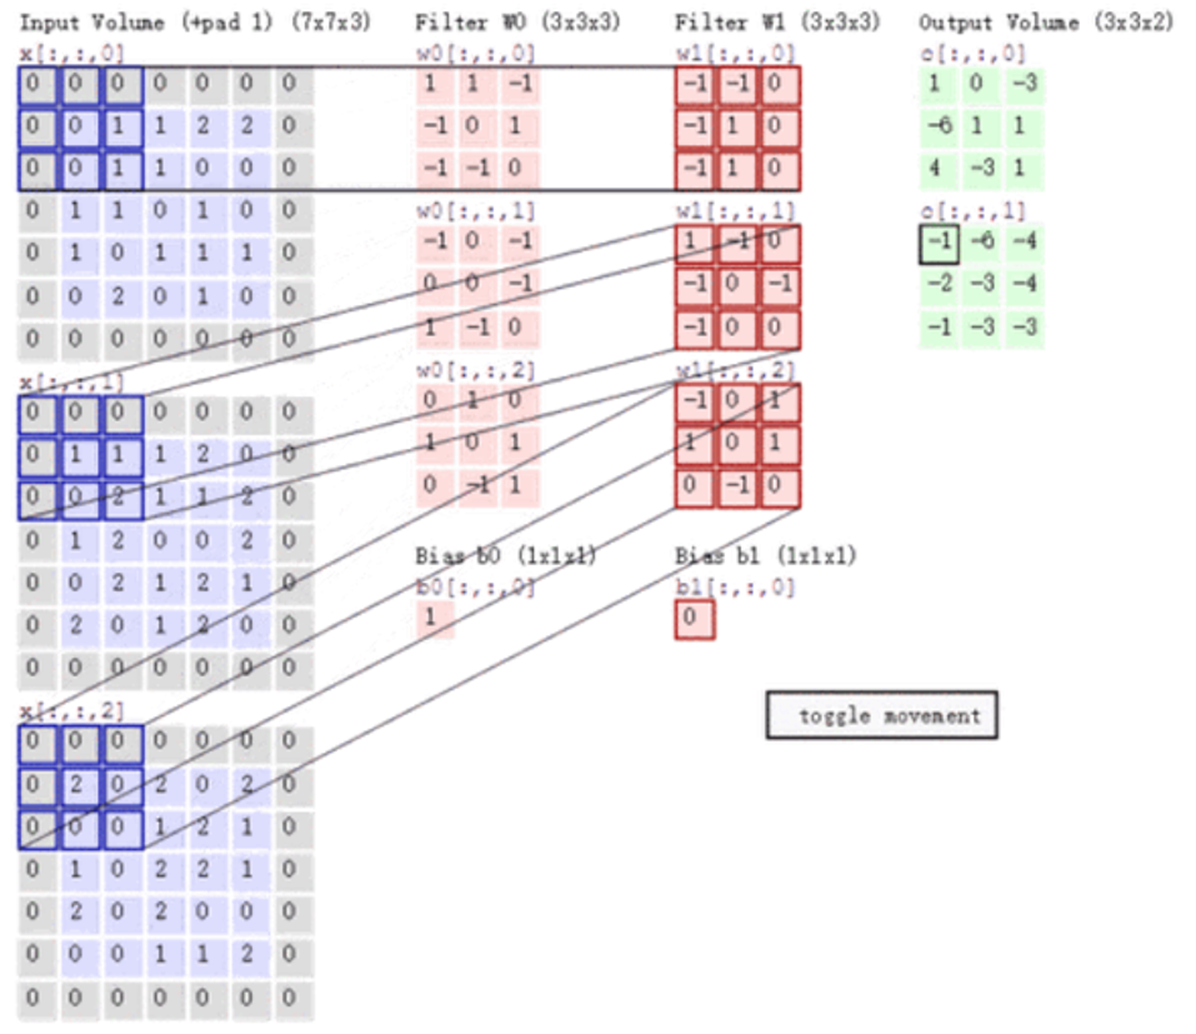 Input Volume (+pad 1) (7x7x3)
x[:,:,0]
0 0 0 0 0 0 0
0 0 1 1 2 2 0
0 0 1 1 0 0 0
0 1 1 0 1 0 0
0 1 0 1 1 1 0
0 0 2 0 1 0 0
0 0 0 0 0 0 0
x[:,:,1]
0 0 0 0 0 0 0
0 1 1 1 2 0 0
0 0 2 1 1 2 0
0 1 2 0 0 2 0
0 0 2 1 2 1 0
0 2 0 1 2 0 0
0 0 0 0 0 0 0
x[:,:,2]
0 0 0 0 0 0 0
0 2 0 2 0 2 0
0 0 0 1 2 1 0
0 1 0 2 2 1 0
0 2 0 2 0 0 0
0 0 0 1 1 2 0
0 0 0 0 0 0 0
Filter W0 (3x3x3)
w0[:,:,0]
1 1 -1
-1 0 1
-1 -1 0
w0[:,:,1]
-1 0 -1
0 0 -1
1 -1 0
w0[:,:,2]
0 1 0
1 0 1
0 -1 1
Bias b0 (1x1x1)
b0[:,:,0]
1
Filter W1 (3x3x3)
w1[:,:,0]
-1 -1 0
-1 1 0
-1 1 0
w1[:,:,1]
1 -1 0
-1 0 -1
-1 0 0
w1[:,:,2]
-1 0 1
1 0 1
0 -1 0
Bias b1 (1x1x1)
b1[:,:,0]
0
Output Volume (3x3x2)
o[:,:,0]
1 0 -3
-6 1 1
4 -3 1
o[:,:,1]
-1 -6 -4
-2 -3 -4
-1 -3 -3
toggle movement